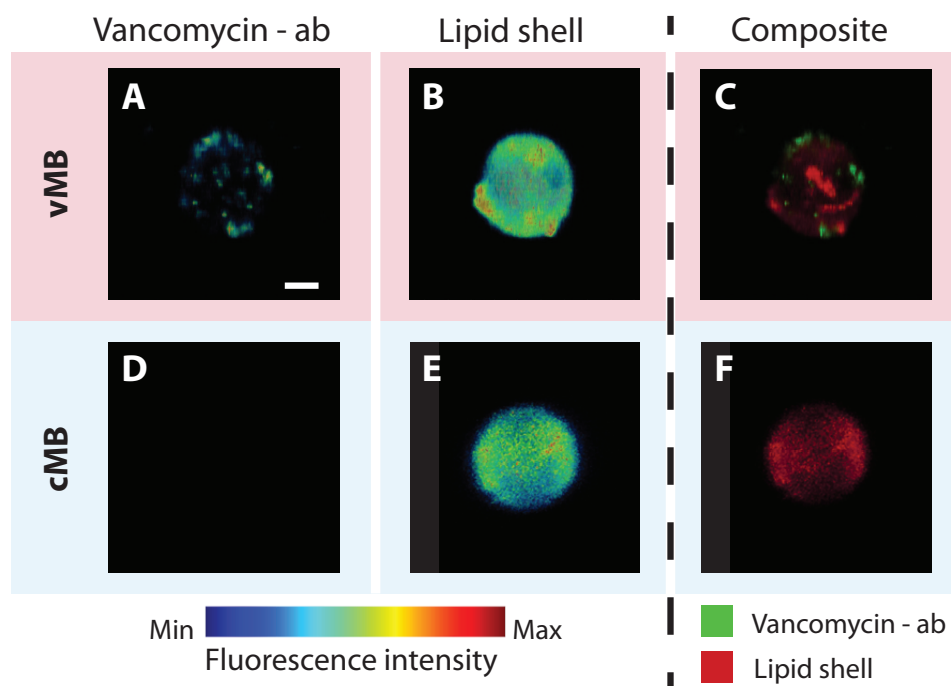 Vancomycin - ab
Lipid shell
Composite
vMB
A
B
C
cMB
D
E
F
Min
Max
Fluorescence intensity
Vancomycin - ab
Lipid shell